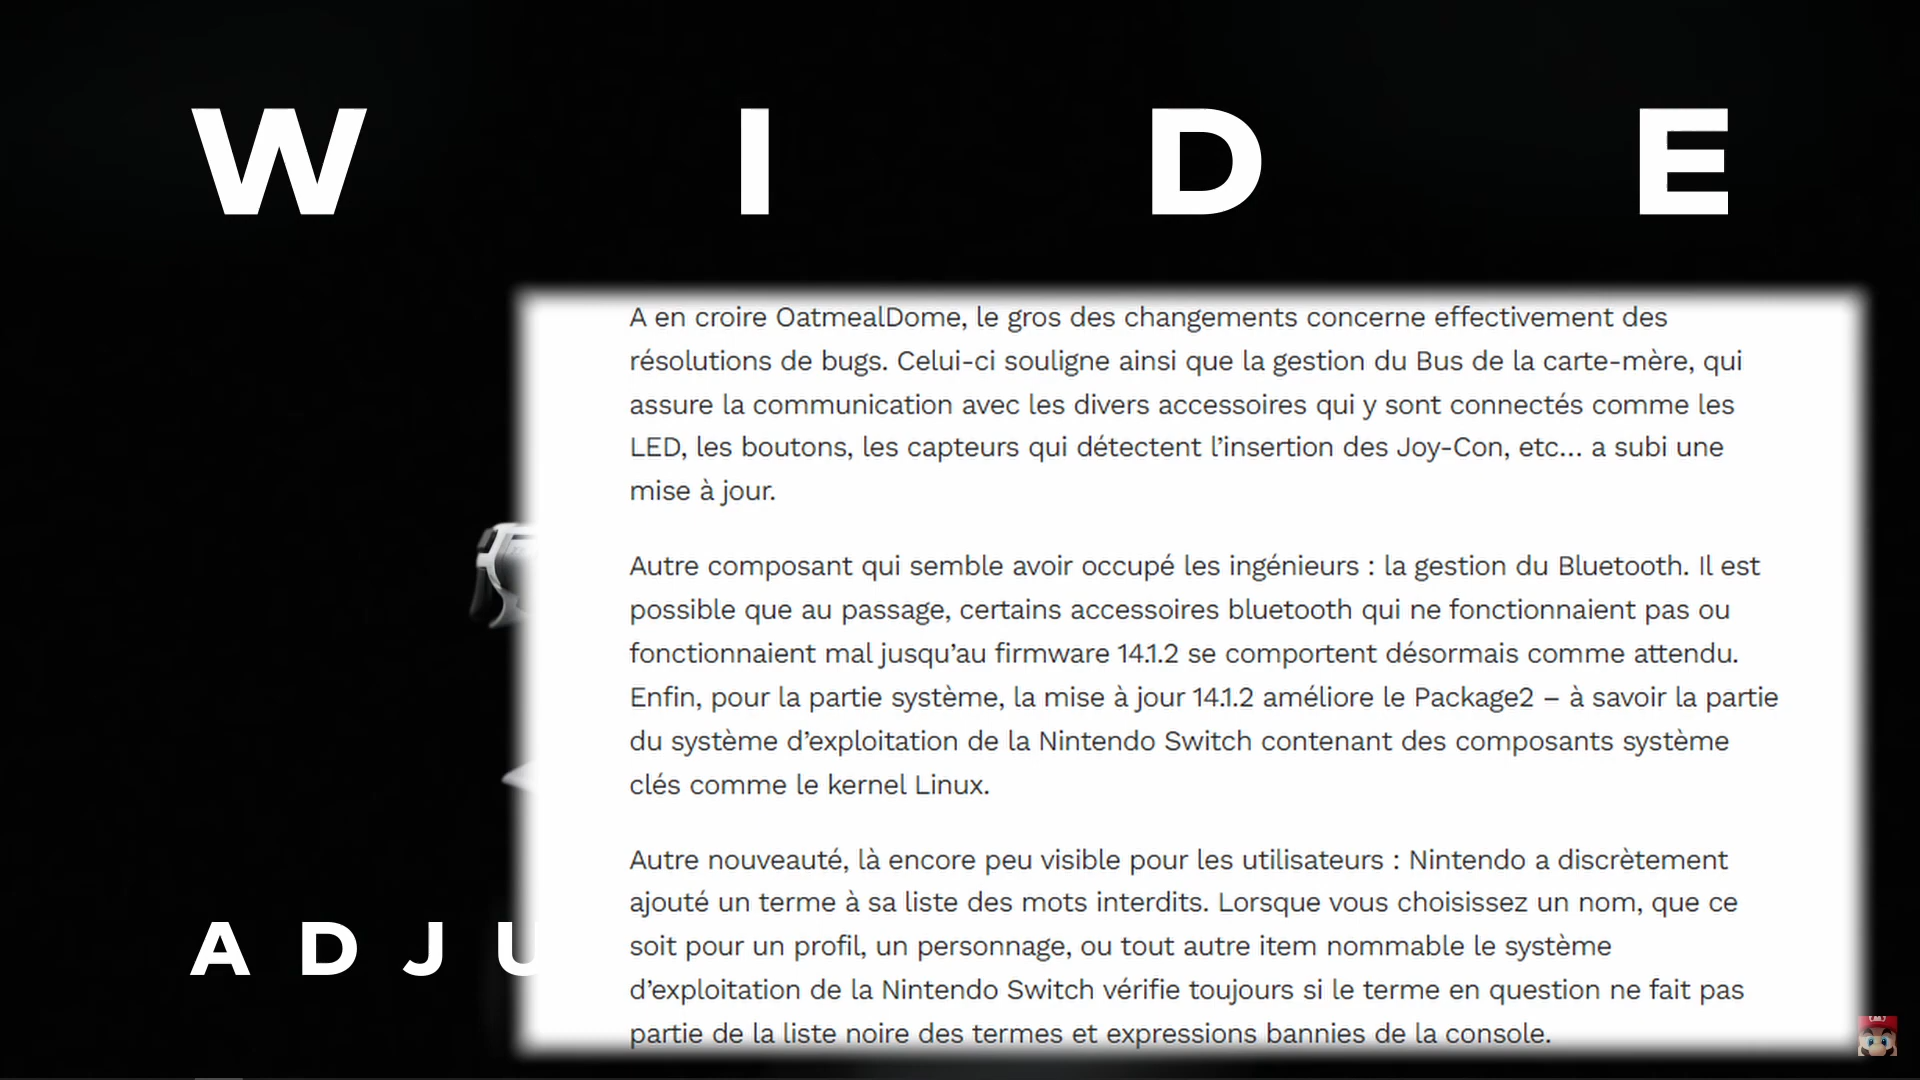 W I D E
A en croire OatmealDome, le gros des changements concerne effectivement des
résolutions de bugs. Celui-ci souligne ainsi que la gestion du Bus de la carte-mère, qui
assure la communication avec les divers accessoires qui y sont connectés comme les
LED, les boutons, les capteurs qui détectent l’insertion des Joy-Con, etc… a subi une
mise à jour.
Autre composant qui semble avoir occupé les ingénieurs : la gestion du Bluetooth. Il est
possible que au passage, certains accessoires bluetooth qui ne fonctionnaient pas ou
fonctionnaient mal jusqu’au firmware 14.1.2 se comportent désormais comme attendu.
Enfin, pour la partie système, la mise à jour 14.1.2 améliore le Package2 – à savoir la partie
du système d’exploitation de la Nintendo Switch contenant des composants système
clés comme le kernel Linux.
Autre nouveauté, là encore peu visible pour les utilisateurs : Nintendo a discrètement
ajouté un terme à sa liste des mots interdits. Lorsque vous choisissez un nom, que ce
soit pour un profil, un personnage, ou tout autre item nommable le système
d’exploitation de la Nintendo Switch vérifie toujours si le terme en question ne fait pas
partie de la liste noire des termes et expressions bannies de la console.
A D J U